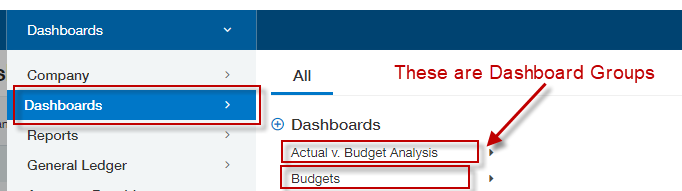 Dashboards
Company
Dashboards
Reports
General Ledger
All
These are Dashboard Groups
Dashboards
Actual v. Budget Analysis
Budgets